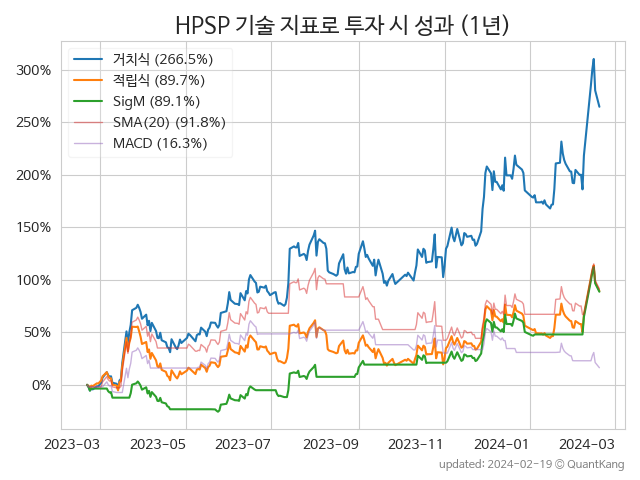 HPSP 기술 지표로 투자 시 성과 (1년)
거치식 (266.5%)
적립식 (89.7%)
SigM (89.1%)
SMA(20) (91.8%)
MACD (16.3%)
300%
250%
200%
150%
100%
50%
0%
2023-03 2023-05 2023-07 2023-09 2023-11 2024-01 2024-03
updated: 2024-02-19 © QuantKang